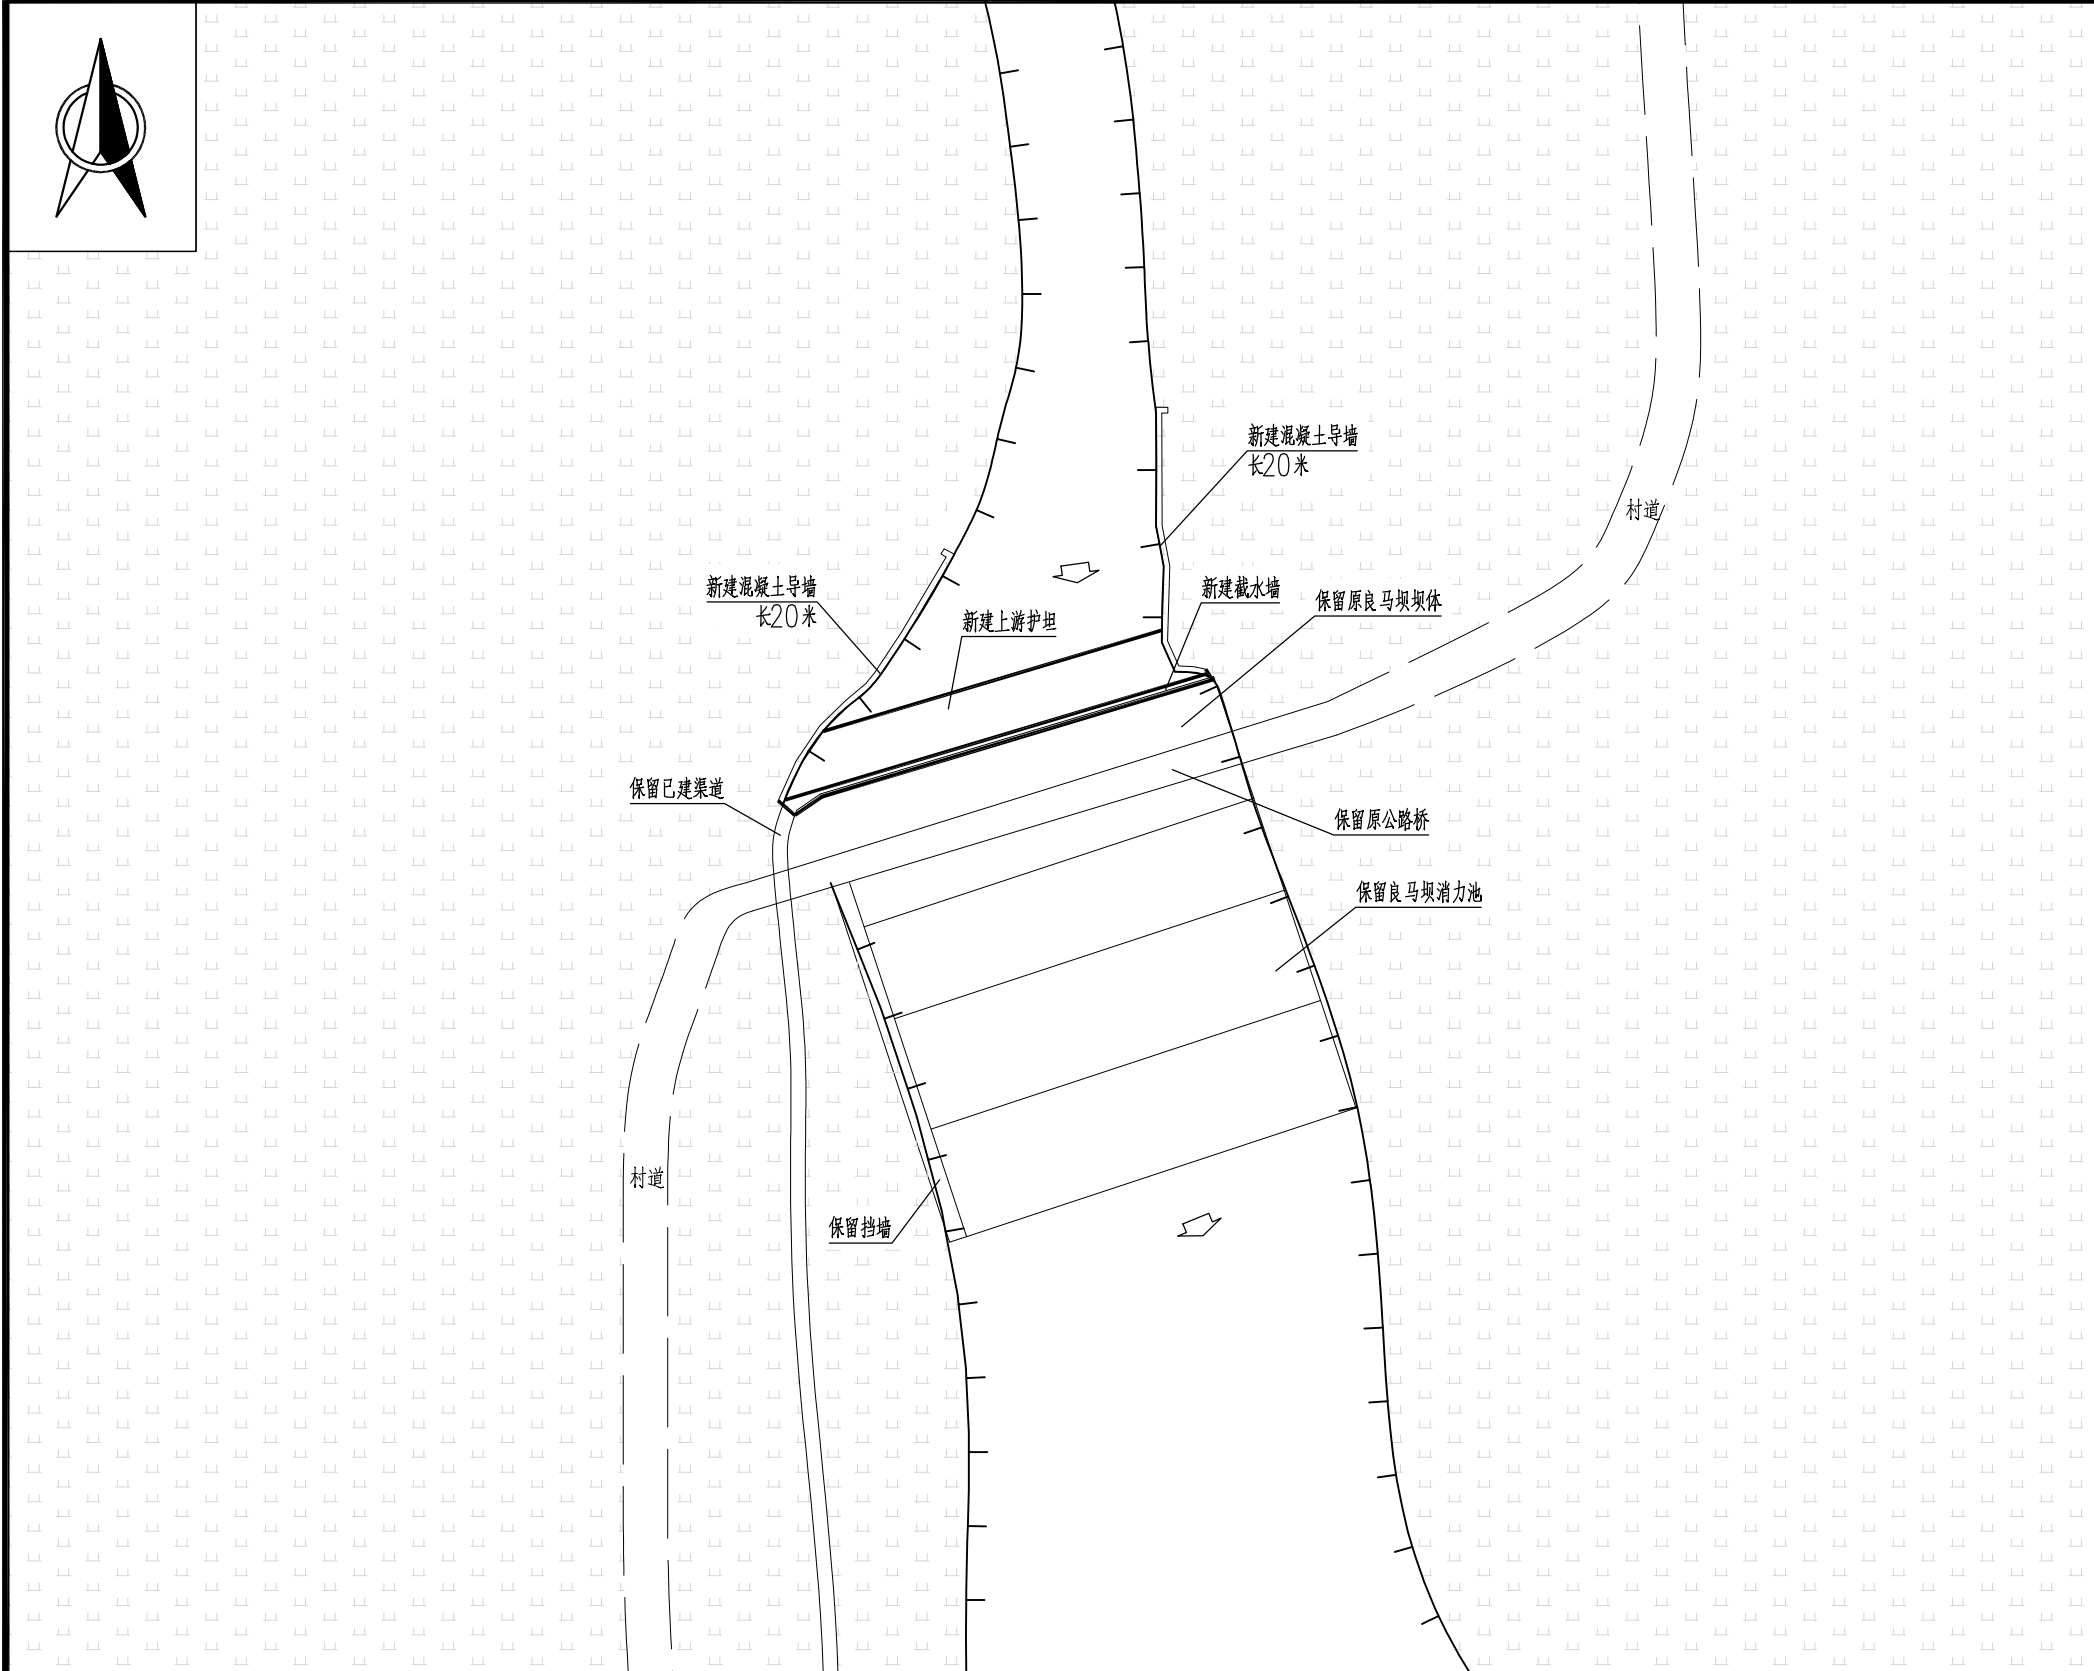 新建混凝土导墙
长20米
村道
新建混凝土导墙
长20米
新建截水墙
保留原良马坝坝体
新建上游护坦
保留已建渠道
保留原公路桥
保留良马坝消力池
村道
保留挡墙